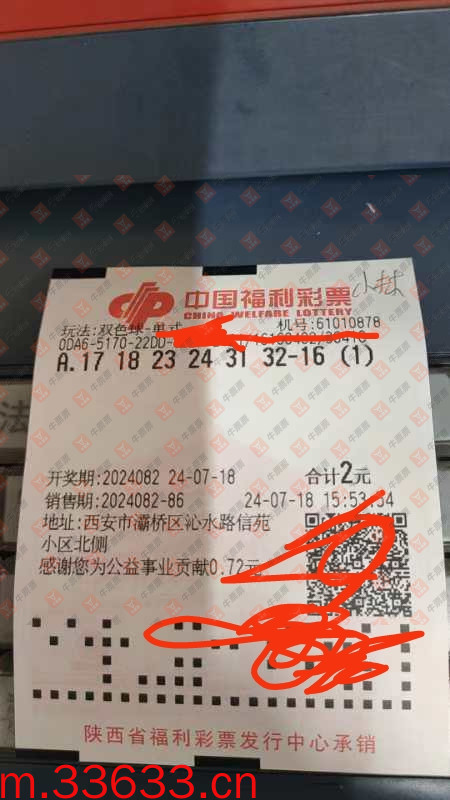 中国福利彩票
CHINA WELFARE LOTTERY
小林
玩法:双色球-单式
机号:61010878
0DA6-5170-22DD-
A.17 18 23 24 31 32-16 (1)
开奖期:2024082 24-07-18 合计2元
销售期:2024082-86 24-07-18 15:53:54
地址:西安市灞桥区沁水路信苑
小区北侧
感谢您为公益事业贡献0.72元
陕西省福利彩票发行中心承销
m.33633.cn